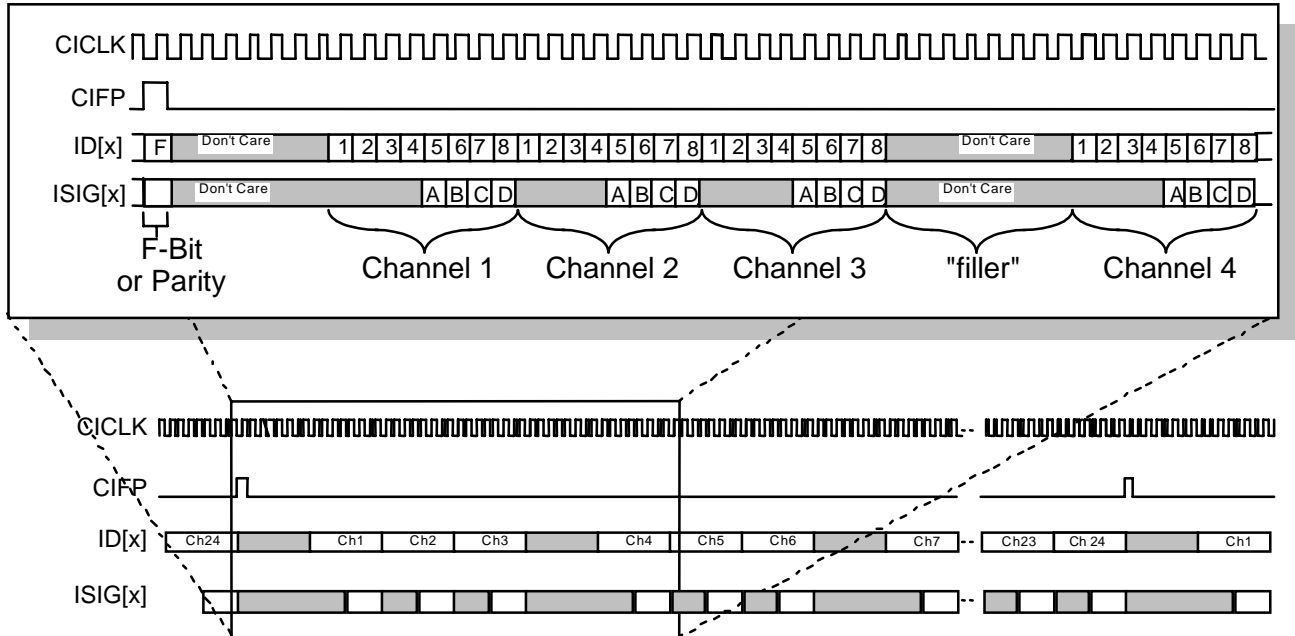 CICLK
CIFP
ID[x] F Don't Care 1 2 3 4 5 6 7 8 1 2 3 4 5 6 7 8 1 2 3 4 5 6 7 8 Don't Care 1 2 3 4 5 6 7 8
ISIG[x] Don't Care A B C D A B C D A B C D Don't Care A B C D
F-Bit
or Parity
Channel 1 Channel 2 Channel 3 "filler" Channel 4
CICLK
CIFP
ID[x] Ch24 Ch1 Ch2 Ch3 Ch4 Ch5 Ch6 Ch7 Ch23 Ch 24 Ch1
ISIG[x]